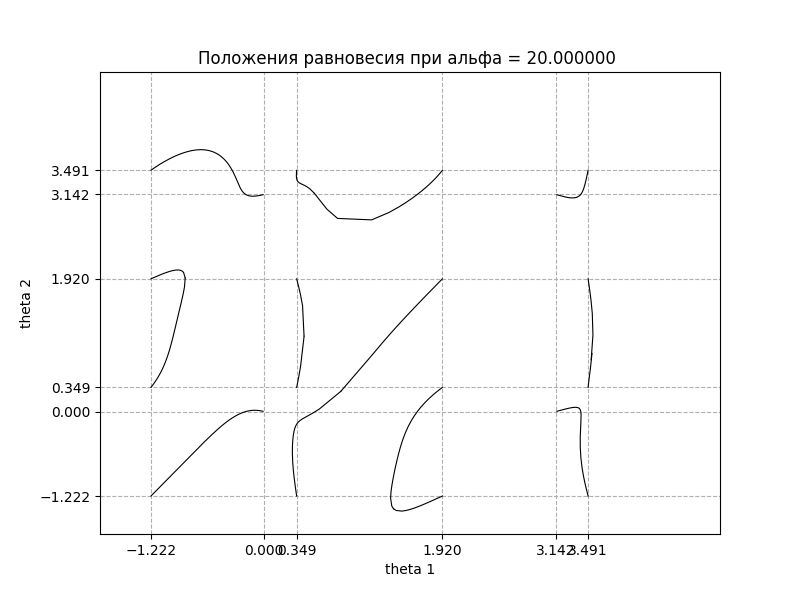 Положения равновесия при альфа = 20.000000
3.491
3.142
1.920
0.349
0.000
−1.222
theta 2
−1.222 0.000 0.349 1.920 3.142 3.491
theta 1